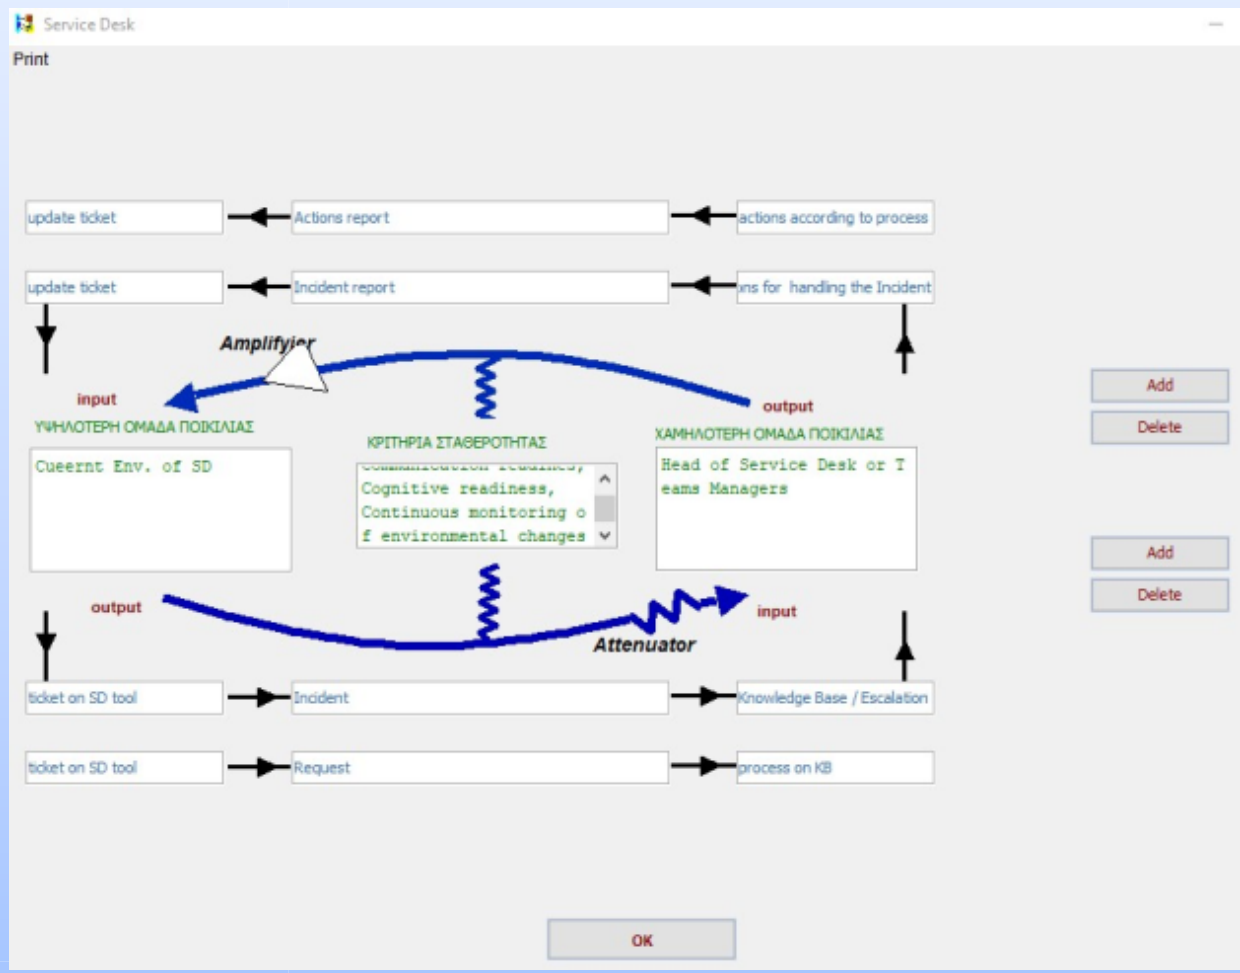 Service Desk
Print
update ticket
Actions report
actions according to process
update ticket
Incident report
ns for handling the Incident
Amplifyier
input
output
ΥΨΗΛΟΤΕΡΗ ΟΜΑΔΑ ΠΟΙΚΙΛΙΑΣ
ΚΡΙΤΗΡΙΑ ΣΤΑΘΕΡΟΤΗΤΑΣ
ΧΑΜΗΛΟΤΕΡΗ ΟΜΑΔΑ ΠΟΙΚΙΛΙΑΣ
Cueernt Env. of SD
Communication readines,
Cognitive readiness,
Continuous monitoring o
f environmental changes
Head of Service Desk or T
eams Managers
Add
Delete
Add
Delete
output
input
Attenuator
ticket on SD tool
Incident
Knowledge Base / Escalation
ticket on SD tool
Request
process on KB
OK